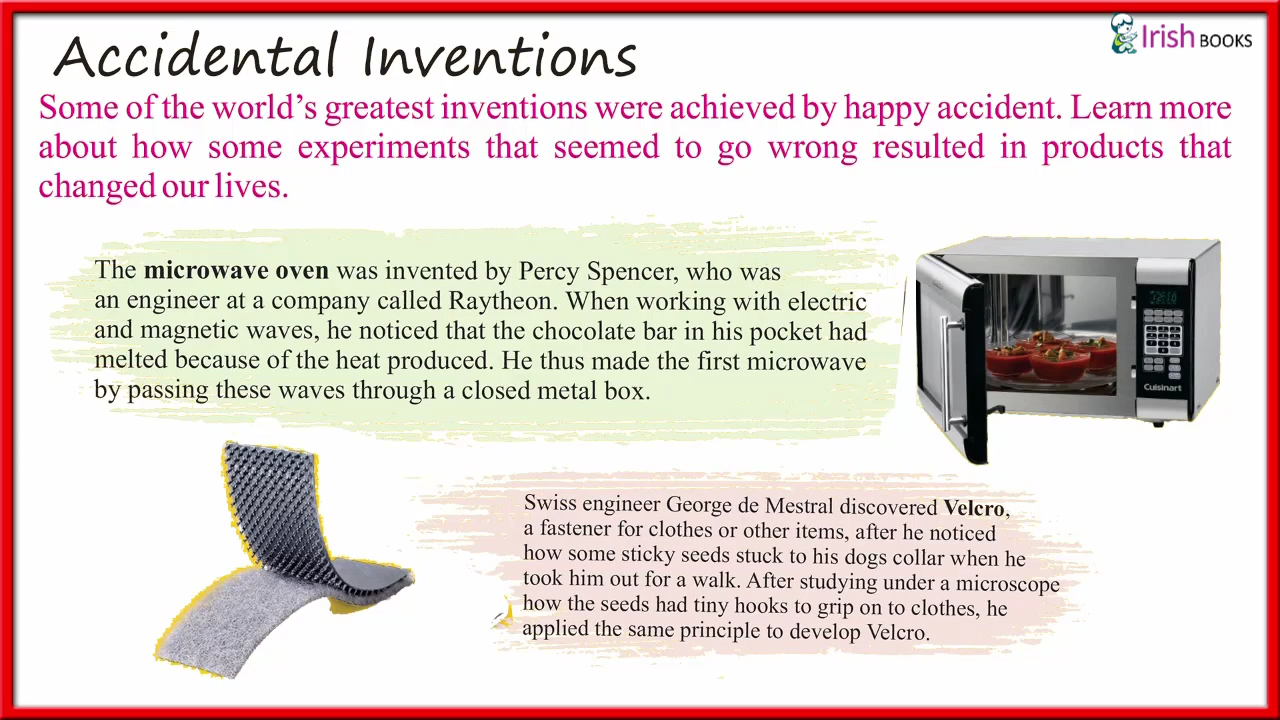 Irish BOOKS
Accidental Inventions
Some of the world's greatest inventions were achieved by happy accident. Learn more
about how some experiments that seemed to go wrong resulted in products that
changed our lives.
The microwave oven was invented by Percy Spencer, who was
an engineer at a company called Raytheon. When working with electric
and magnetic waves, he noticed that the chocolate bar in his pocket had
melted because of the heat produced. He thus made the first microwave
by passing these waves through a closed metal box.
Cuisinart
Swiss engineer George de Mestral discovered Velcro,
a fastener for clothes or other items, after he noticed
how some sticky seeds stuck to his dogs collar when he
took him out for a walk. After studying under a microscope
how the seeds had tiny hooks to grip on to clothes, he
applied the same principle to develop Velcro.